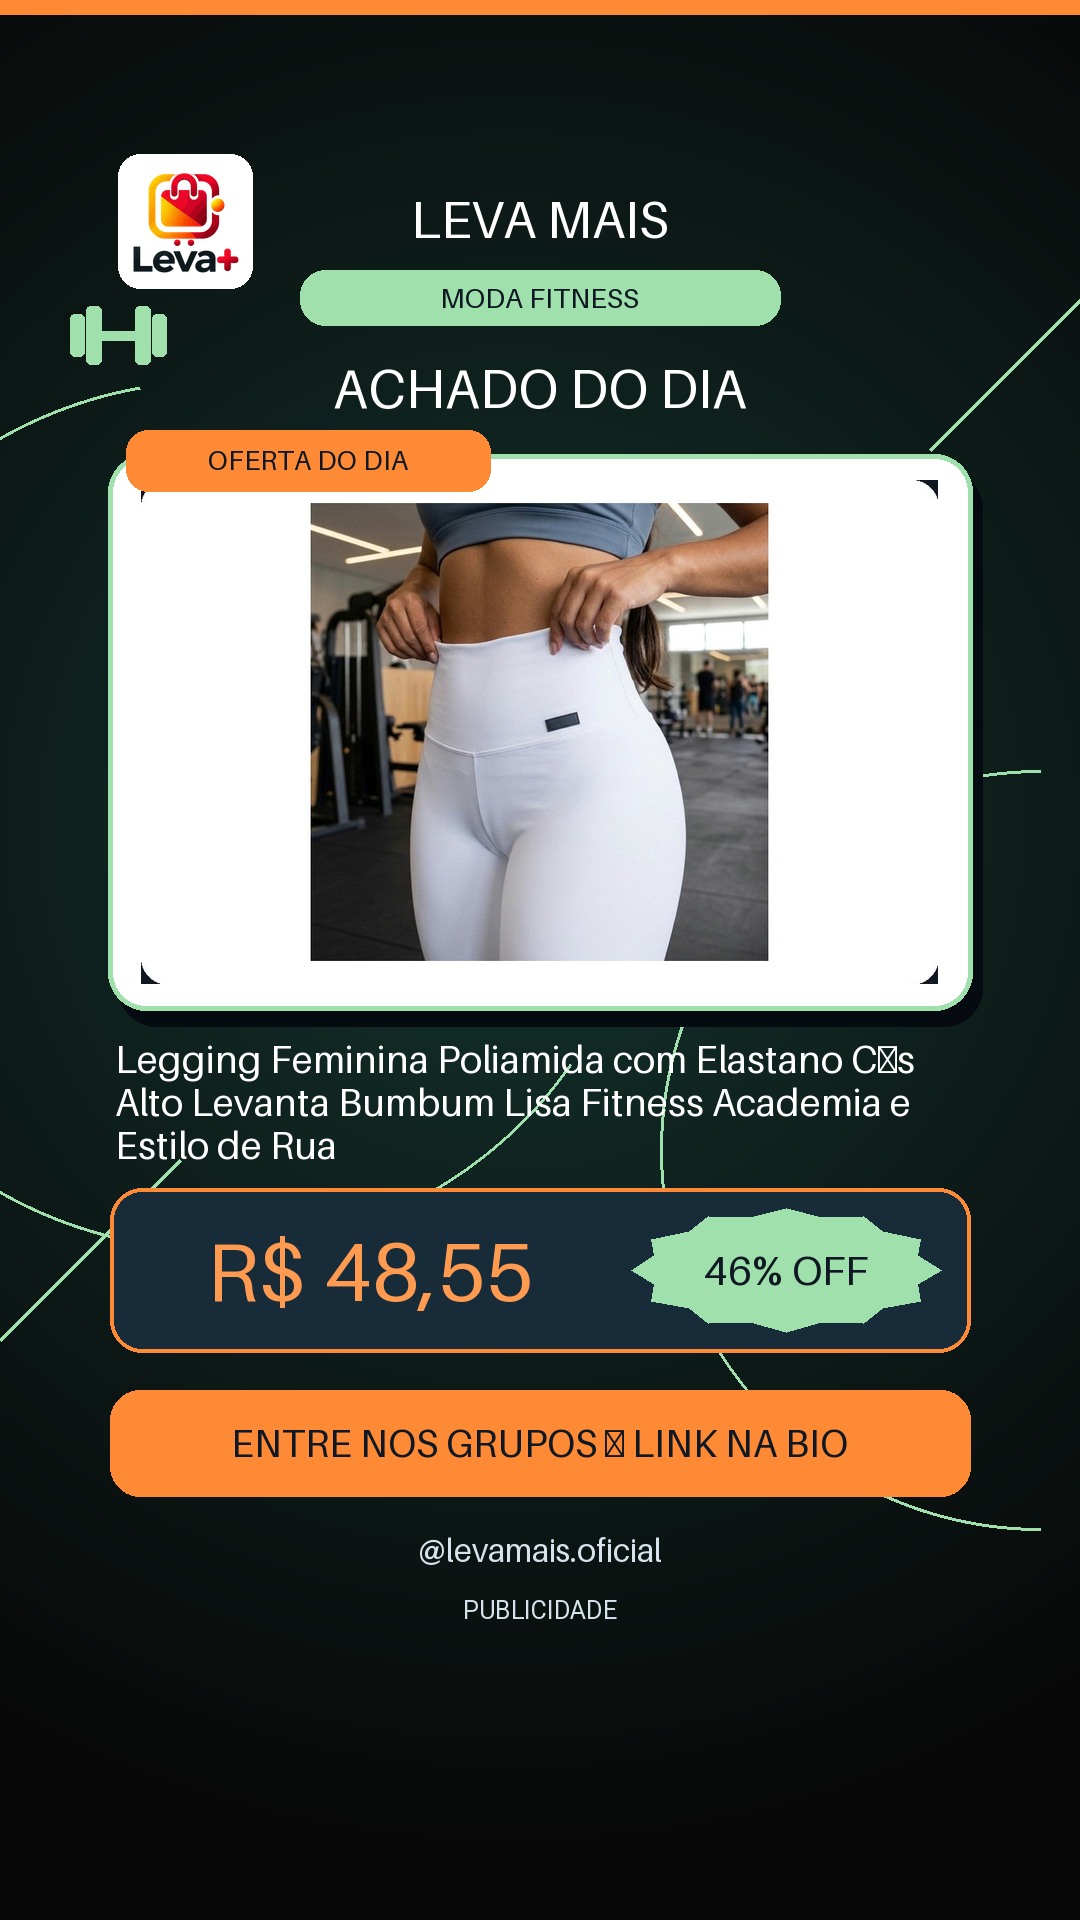 Leva+
LEVA MAIS
MODA FITNESS
ACHADO DO DIA
OFERTA DO DIA
Legging Feminina Poliamida com Elastano C☒s
Alto Levanta Bumbum Lisa Fitness Academia e
Estilo de Rua
R$ 48,55
46% OFF
ENTRE NOS GRUPOS ☒ LINK NA BIO
@levamais.oficial
PUBLICIDADE